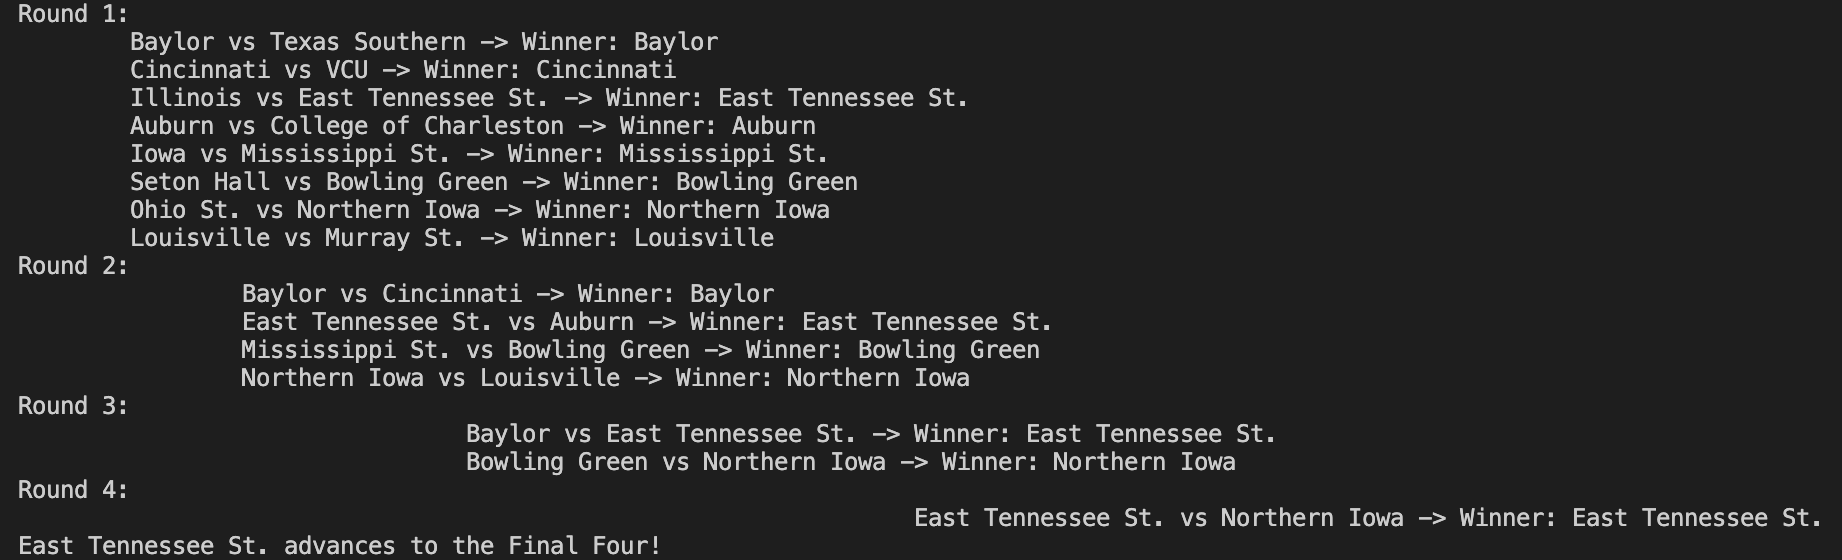 Round 1:
Baylor vs Texas Southern -> Winner: Baylor
Cincinnati vs VCU -> Winner: Cincinnati
Illinois vs East Tennessee St. -> Winner: East Tennessee St.
Auburn vs College of Charleston -> Winner: Auburn
Iowa vs Mississippi St. -> Winner: Mississippi St.
Seton Hall vs Bowling Green -> Winner: Bowling Green
Ohio St. vs Northern Iowa -> Winner: Northern Iowa
Louisville vs Murray St. -> Winner: Louisville
Round 2:
Baylor vs Cincinnati -> Winner: Baylor
East Tennessee St. vs Auburn -> Winner: East Tennessee St.
Mississippi St. vs Bowling Green -> Winner: Bowling Green
Northern Iowa vs Louisville -> Winner: Northern Iowa
Round 3:
Baylor vs East Tennessee St. -> Winner: East Tennessee St.
Bowling Green vs Northern Iowa -> Winner: Northern Iowa
Round 4:
East Tennessee St. vs Northern Iowa -> Winner: East Tennessee St.
East Tennessee St. advances to the Final Four!